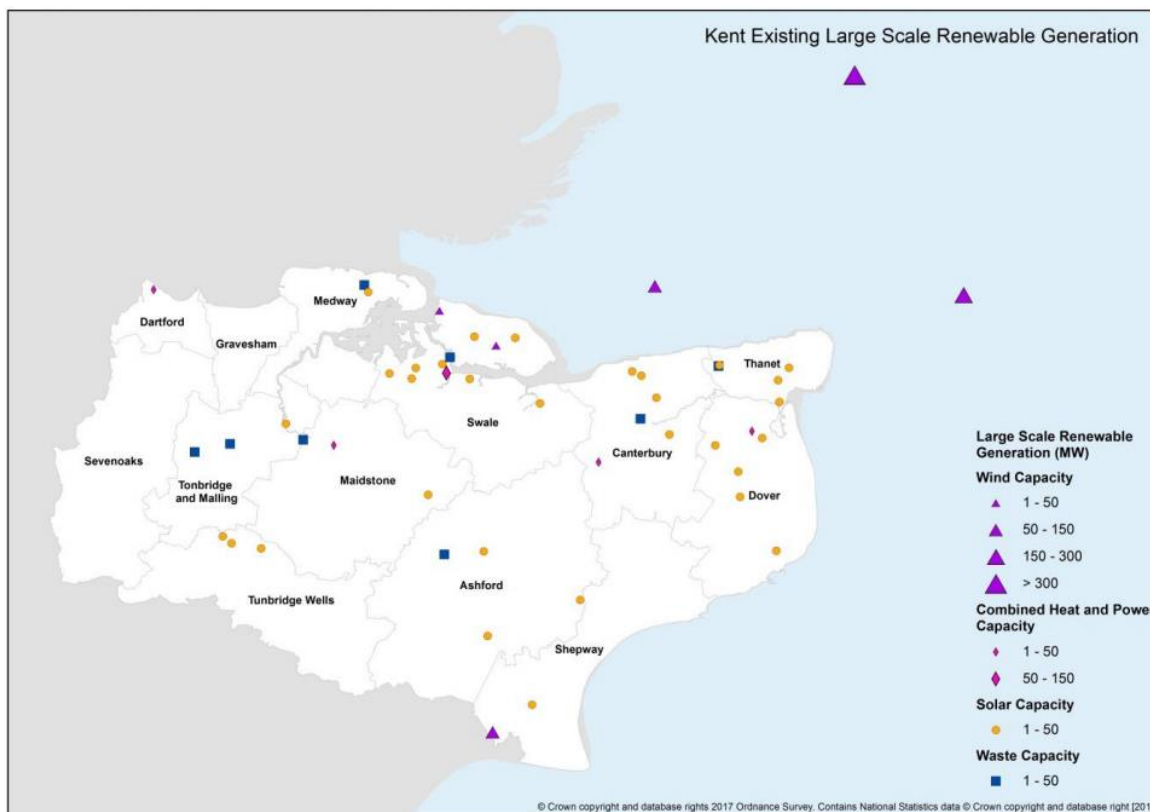 Kent Existing Large Scale Renewable Generation
Medway
Dartford
Gravesham
Thanet
Swale
Sevenoaks
Canterbury
Tonbridge
and Malling
Maidstone
Dover
Ashford
Tunbridge Wells
Shepway
Large Scale Renewable
Generation (MW)
Wind Capacity
1 - 50
50 - 150
150 - 300
> 300
Combined Heat and Powe
Capacity
1 - 50
50 - 150
Solar Capacity
1 - 50
Waste Capacity
1 - 50
© Crown copyright and database rights 2017 Ordnance Survey. Contains National Statistics data © Crown copyright and database right [201